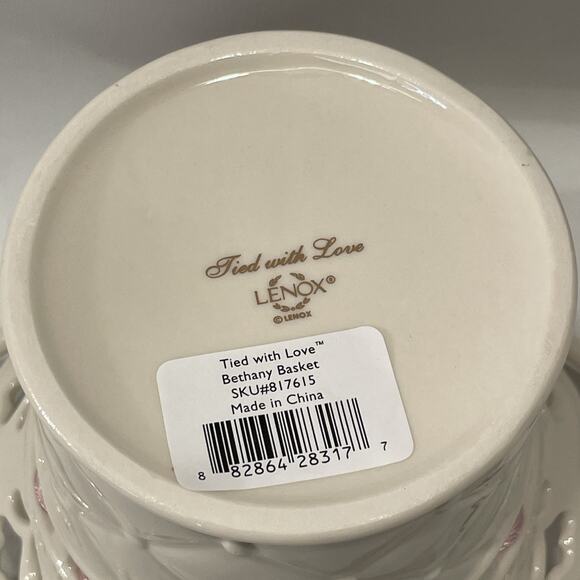 Tied with Love
LENOX®
© LENOX
Tied with Love™
Bethany Basket
SKU#817615
Made in China
8 82864 28317 7